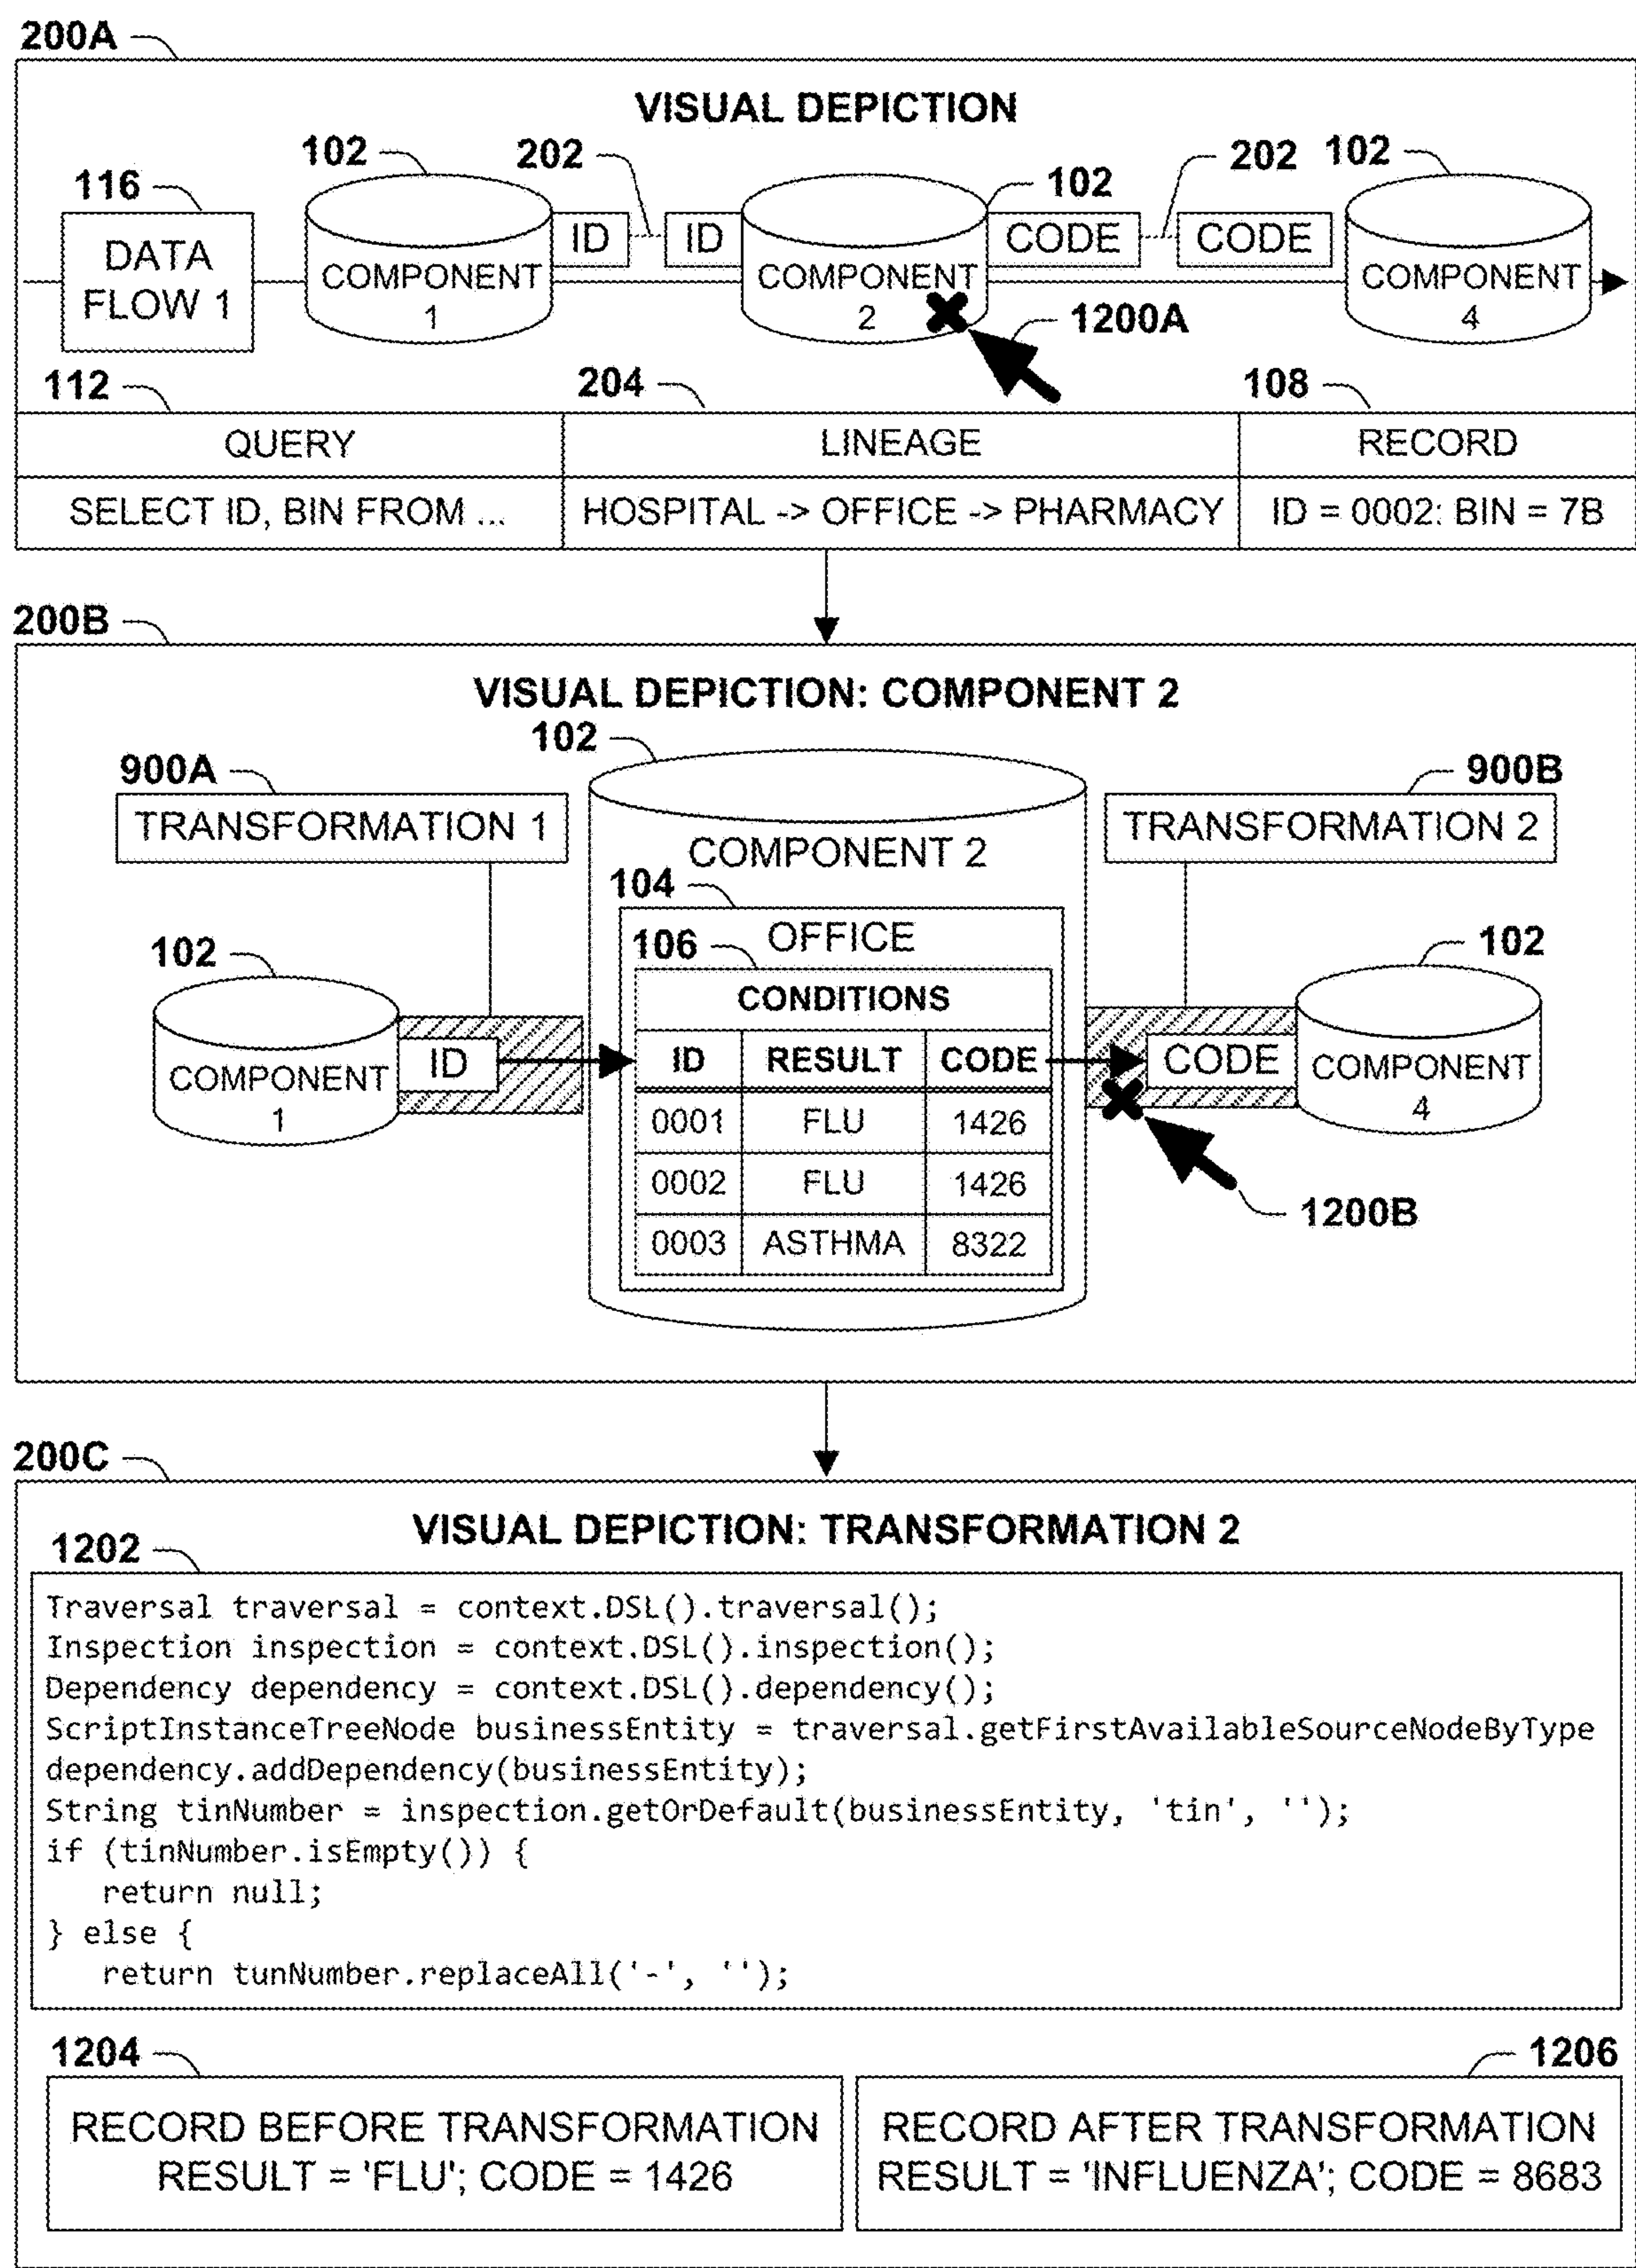 200A
VISUAL DEPICTION
102
202
102
202
102
116
DATA
FLOW 1
COMPONENT
1
ID
ID
COMPONENT
2
CODE
CODE
COMPONENT
4
1200A
112
204
108
QUERY
LINEAGE
RECORD
SELECT ID, BIN FROM ...
HOSPITAL -> OFFICE -> PHARMACY
ID = 0002: BIN = 7B
200B
VISUAL DEPICTION: COMPONENT 2
102
900A
900B
TRANSFORMATION 1
TRANSFORMATION 2
COMPONENT 2
104
OFFICE
106
102
102
CONDITIONS
ID
RESULT
CODE
COMPONENT
1
ID
CODE
COMPONENT
4
0001
FLU
1426
0002
FLU
1426
0003
ASTHMA
8322
1200B
200C
VISUAL DEPICTION: TRANSFORMATION 2
1202
Traversal traversal = context.DSL().traversal();
Inspection inspection = context.DSL().inspection();
Dependency dependency = context.DSL().dependency();
ScriptInstanceTreeNode businessEntity = traversal.getFirstAvailableSourceNodeByType
dependency.addDependency(businessEntity);
String tinNumber = inspection.getOrDefault(businessEntity, 'tin', '');
if (tinNumber.isEmpty()) {
return null;
} else {
return tunNumber.replaceAll('-', '');
1204
1206
RECORD BEFORE TRANSFORMATION
RESULT = 'FLU'; CODE = 1426
RECORD AFTER TRANSFORMATION
RESULT = 'INFLUENZA'; CODE = 8683